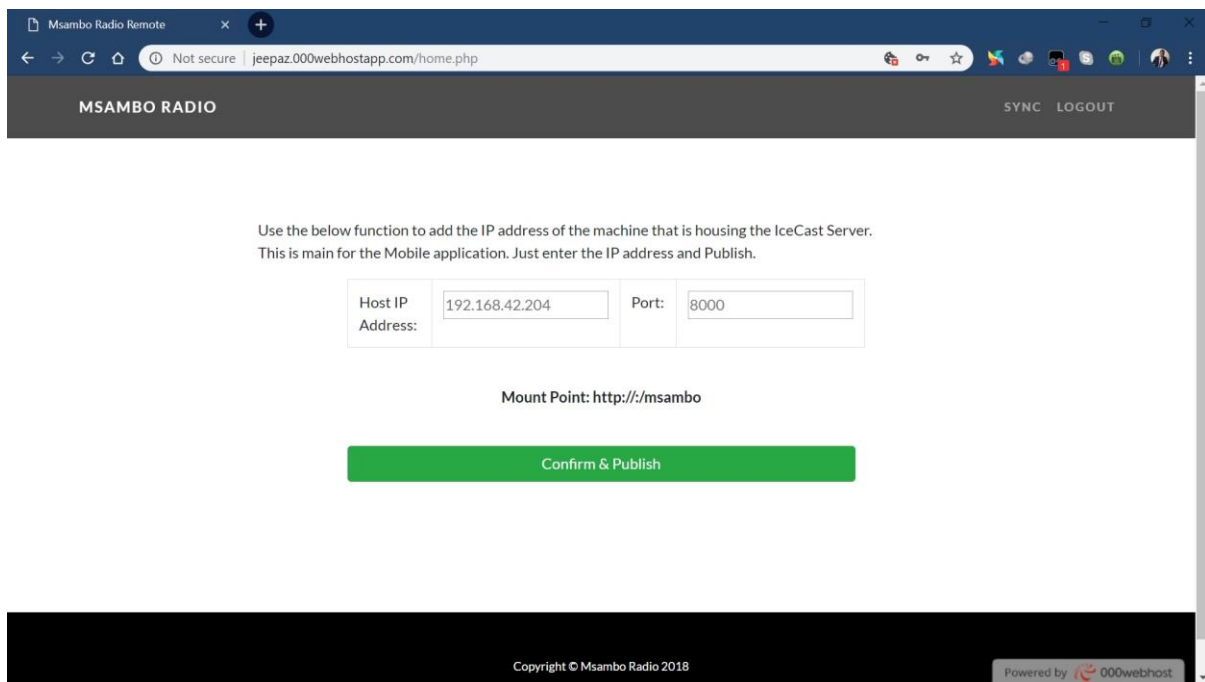 Msambo Radio Remote
Not secure | jeepaz.000webhostapp.com/home.php
MSAMBO RADIO
SYNC LOGOUT
Use the below function to add the IP address of the machine that is housing the IceCast Server.
This is main for the Mobile application. Just enter the IP address and Publish.
Host IP Address:
192.168.42.204
Port:
8000
Mount Point: http://:/msambo
Confirm & Publish
Copyright © Msambo Radio 2018
Powered by 000webhost